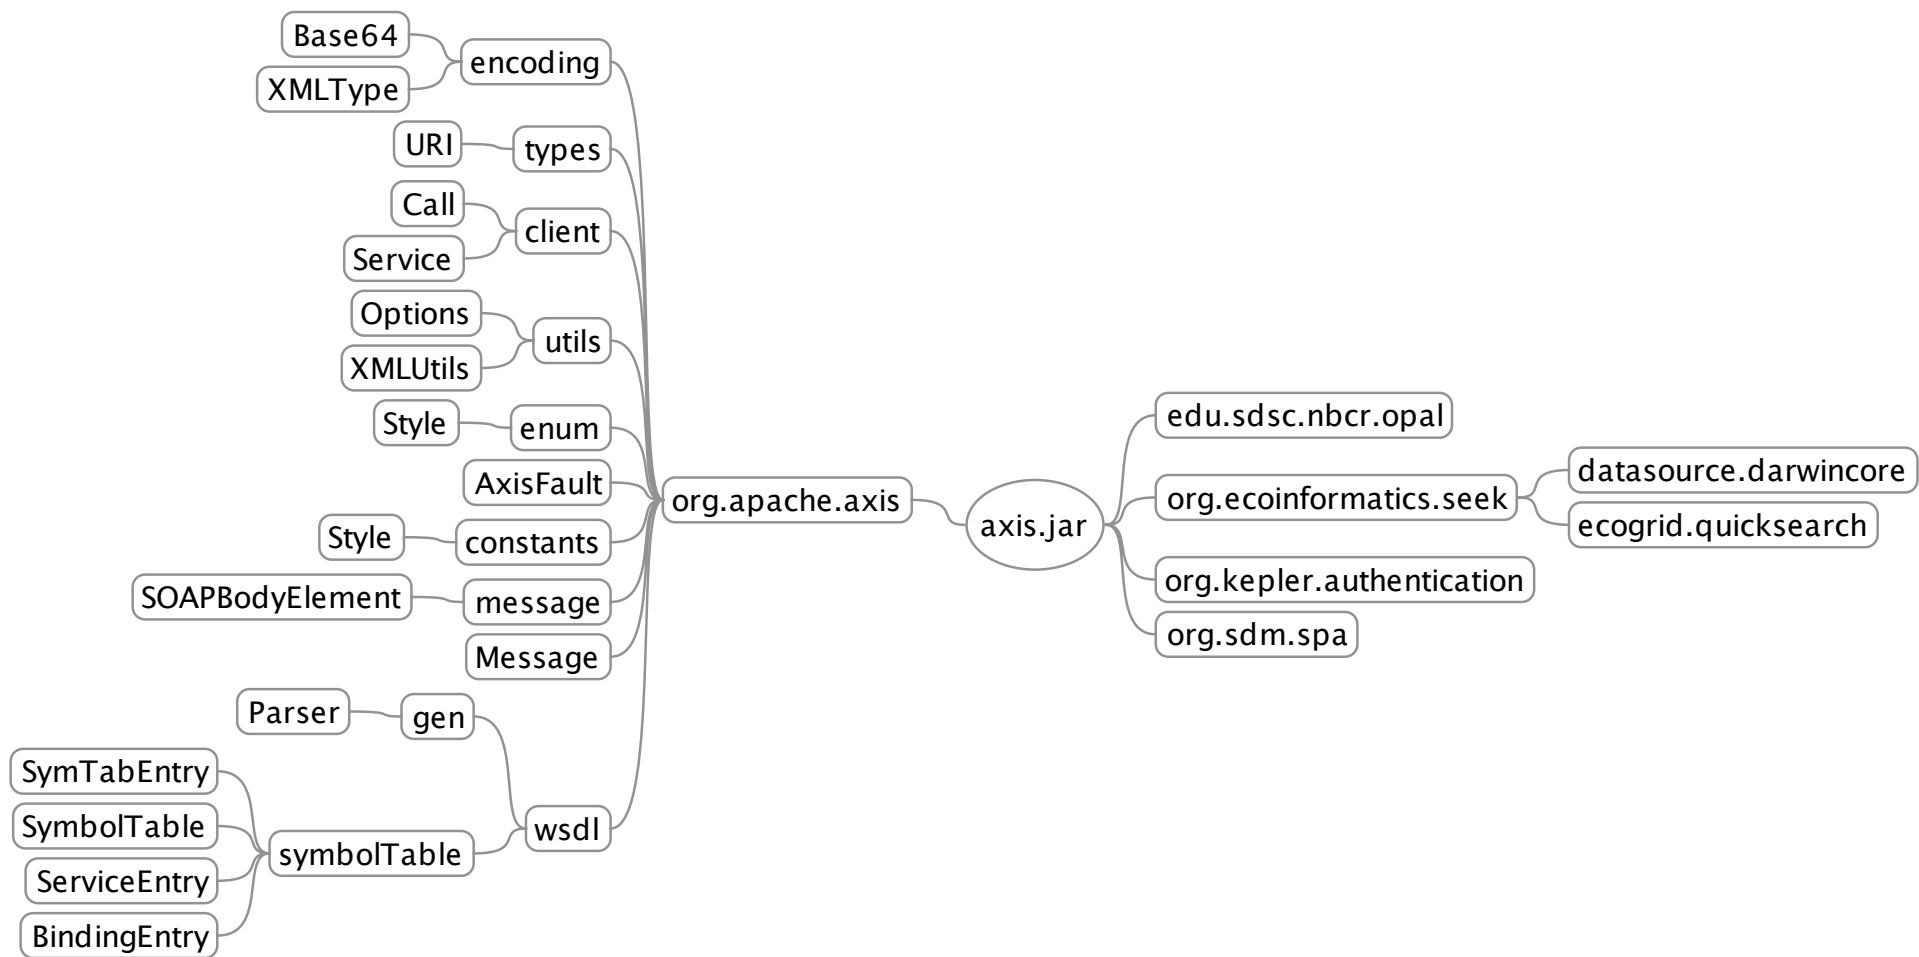 Base64
encoding
XMLType
URI
types
Call
client
Service
Options
utils
XMLUtils
Style
enum
AxisFault
org.apache.axis
Style
constants
SOAPBodyElement
message
Message
Parser
gen
SymTabEntry
SymbolTable
wsdl
symbolTable
ServiceEntry
BindingEntry
axis.jar
edu.sdsc.nbcr.opal
org.ecoinformatics.seek
datasource.darwincore
ecogrid.quicksearch
org.kepler.authentication
org.sdm.spa